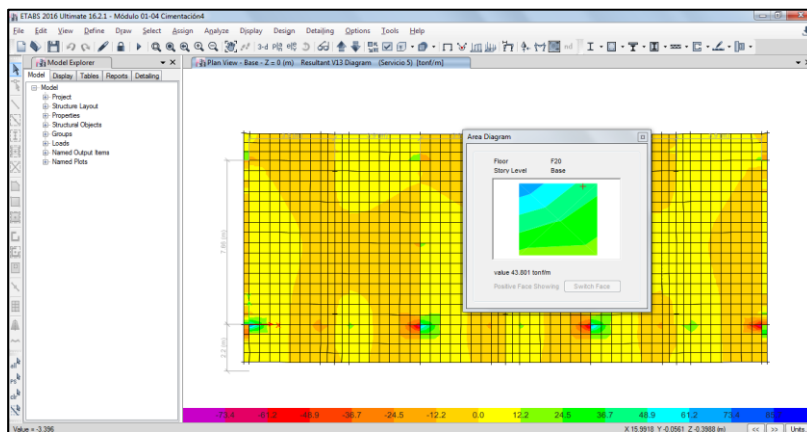 ETABS 2016 Ultimate 16.2.1 - Módulo 01-04 Cimentación4
File Edit View Define Draw Select Assign Analyze Display Design Detailing Options Tools Help
Model Explorer
Model Display Tables Reports Detailing
Model
Project
Structure Layout
Properties
Structural Objects
Groups
Loads
Named Output Items
Named Plots
Plan View - Base - Z = 0 (m) Resultant V13 Diagram (Servicio 5) [tonf/m]
Area Diagram
Floor F20
Story Level Base
value 43.801 tonf/m
Positive Face Showing Switch Face
2.2 (m)
X
-73.4 -61.2 -48.9 -36.7 -24.5 -12.2 0.0 12.2 24.5 36.7 48.9 61.2 73.4
Value = -3.396
X 15.9918 Y -0.0561 Z -0.3988 (m) << >> Units